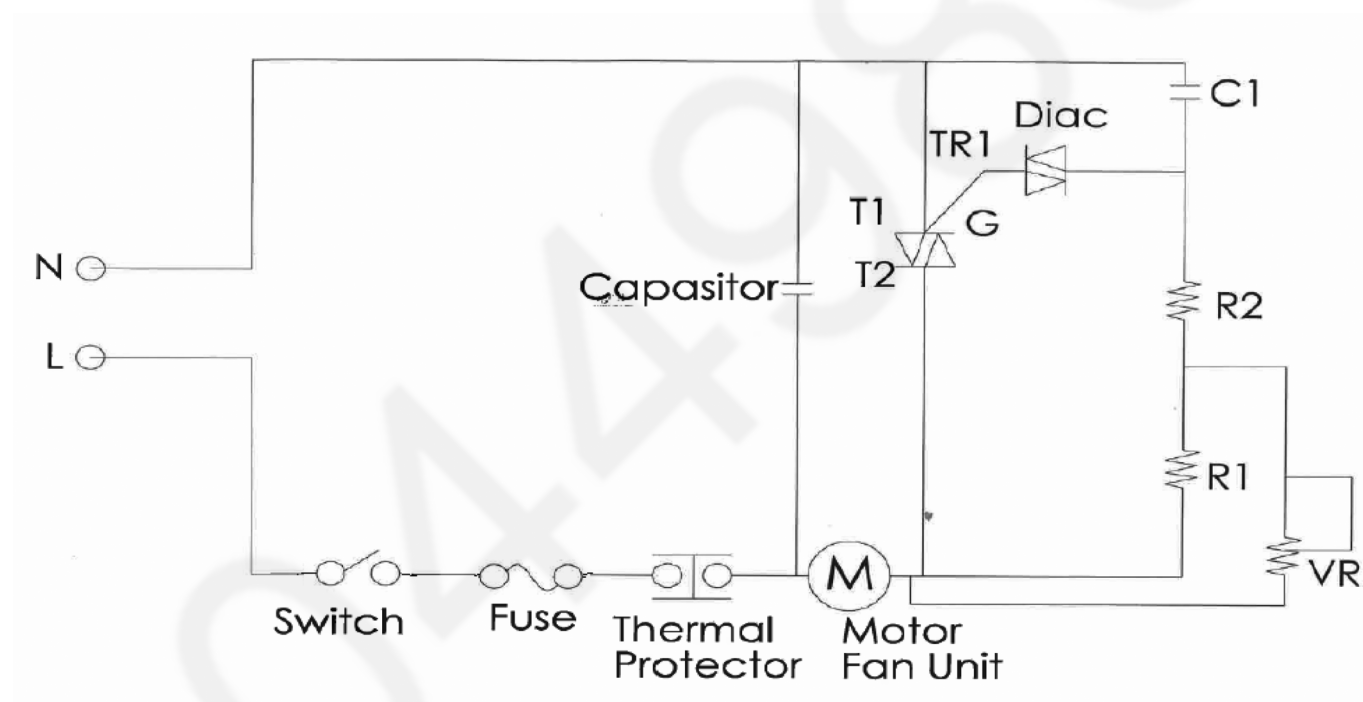 C1
Diac
TR1
T1
G
N
T2
Capasitor
R2
L
R1
M
VR
Switch
Fuse
Thermal
Protector
Motor
Fan Unit